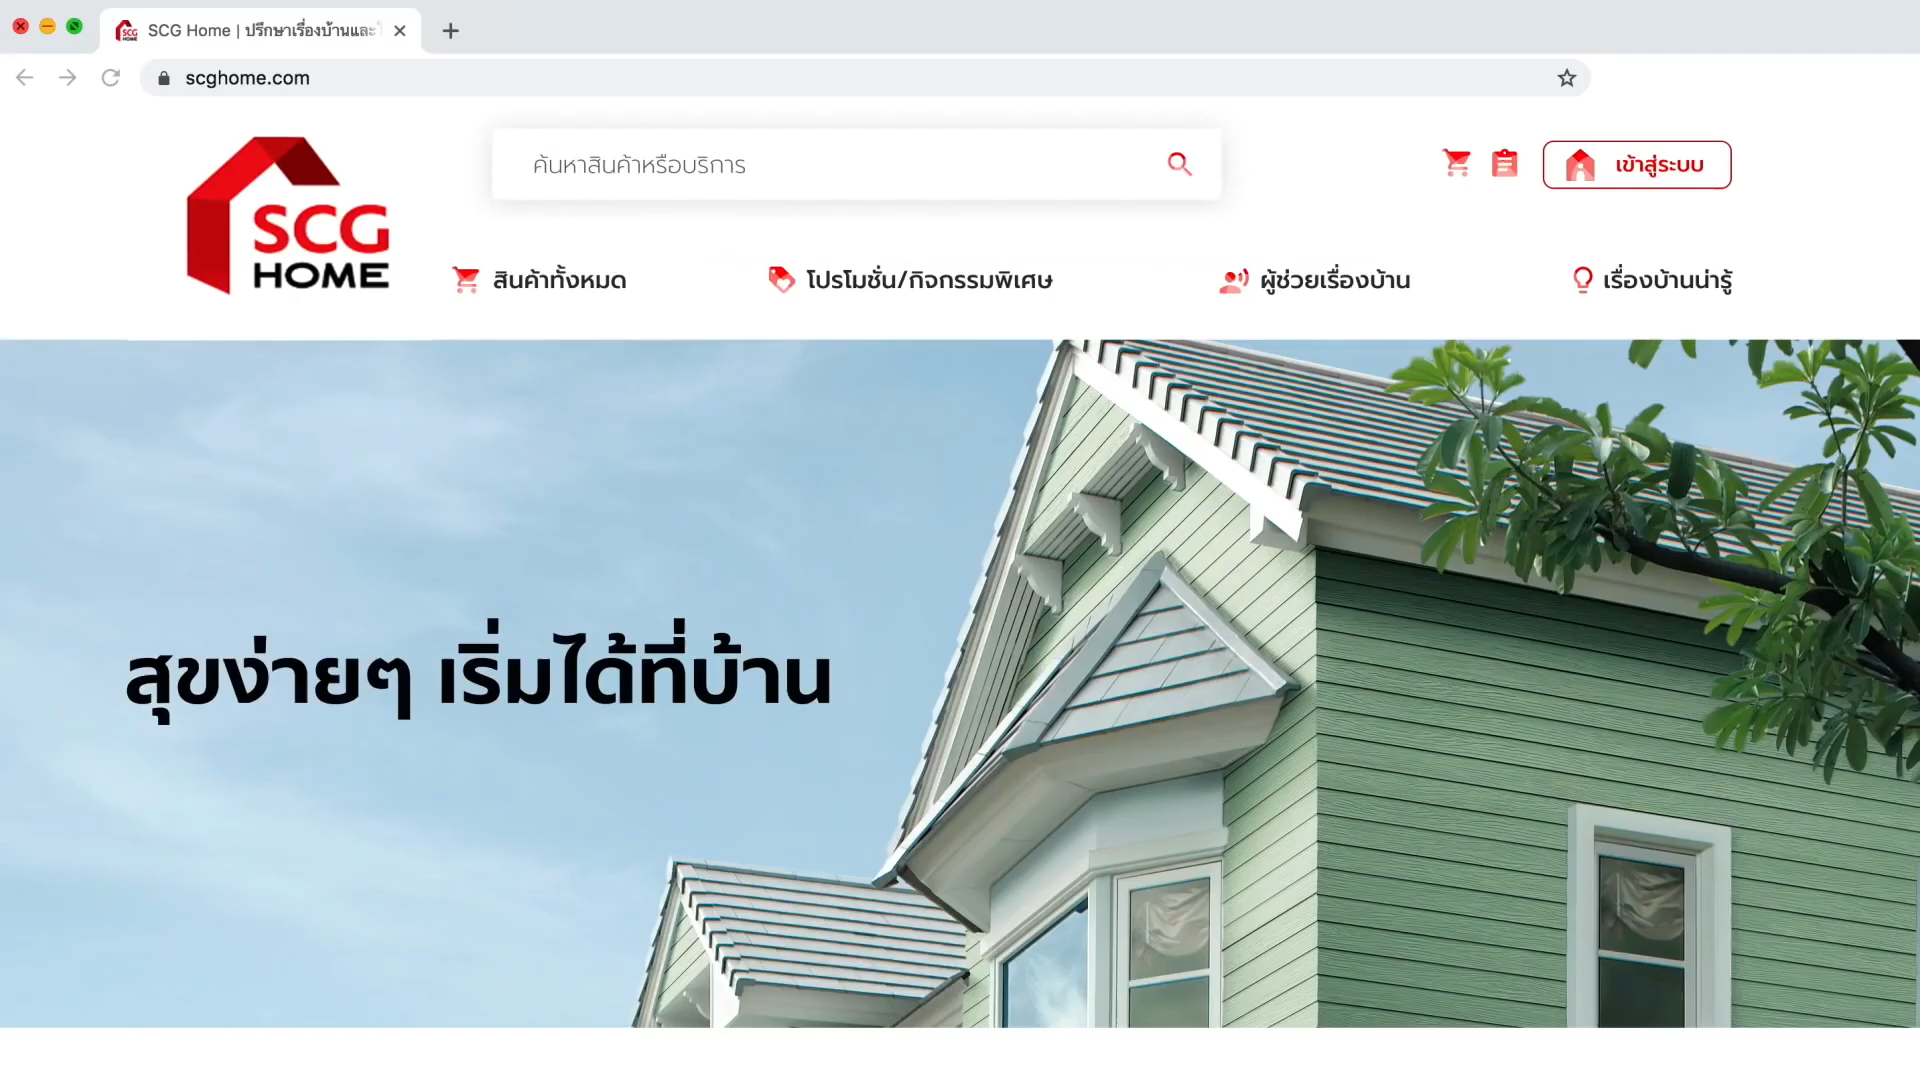 SCG Home | ปรึกษาเรื่องบ้านและ
scghome.com
SCG
HOME
ค้นหาสินค้าหรือบริการ
เข้าสู่ระบบ
สินค้าทั้งหมด
โปรโมชั่น/กิจกรรมพิเศษ
ผู้ช่วยเรื่องบ้าน
เรื่องบ้านน่ารู้
สุขง่ายๆ เริ่มได้ที่บ้าน